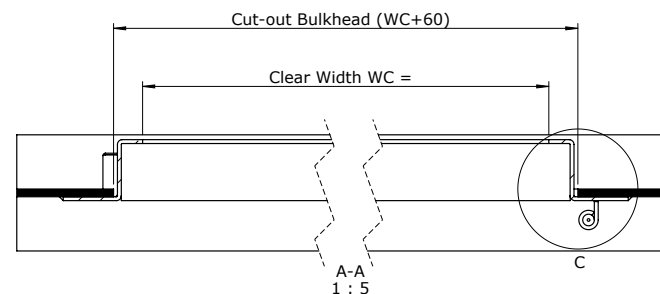 Cut-out Bulkhead (WC+60)
Clear Width WC =
C
A-A
1 : 5